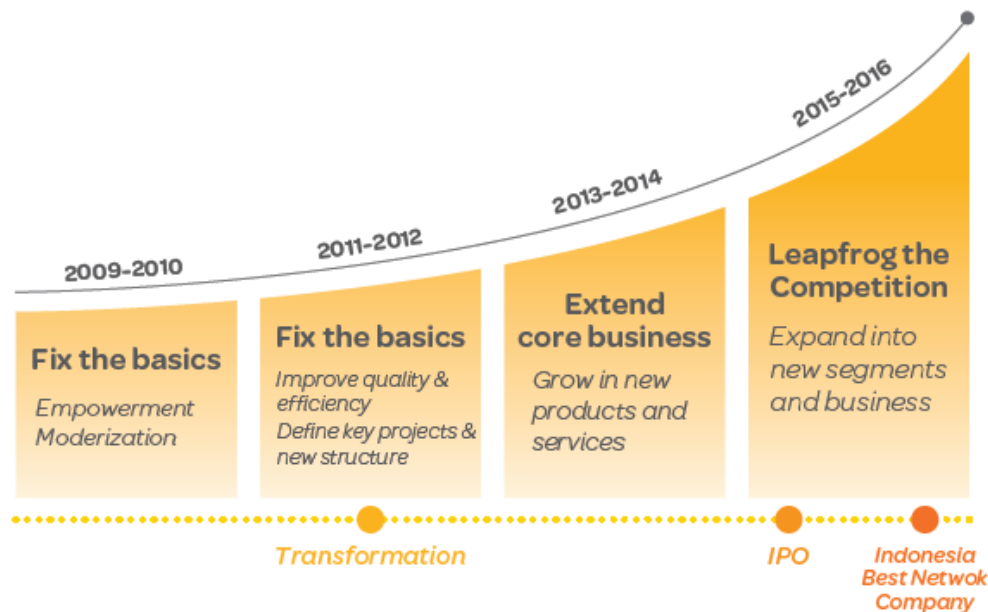 2009-2010
2011-2012
2013-2014
2015-2016
Fix the basics
Empowerment
Moderization
Fix the basics
Improve quality &
efficiency
Define key projects &
new structure
Extend
core business
Grow in new
products and
services
Leapfrog the
Competition
Expand into
new segments
and business
Transformation
IPO
Indonesia
Best Netwok
Company